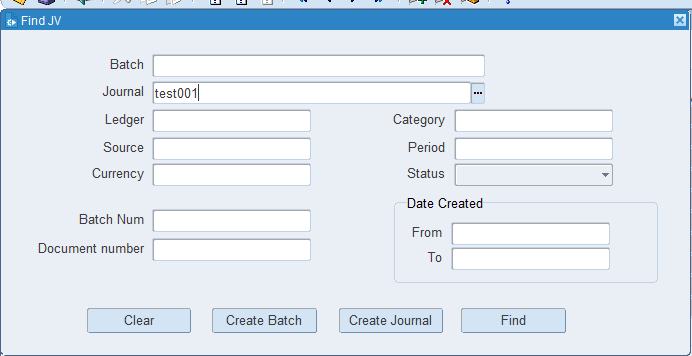 Find JV
Batch
Journal test001 ...
Ledger Category
Source Period
Currency Status
Batch Num
Document number
Date Created
From
To
Clear Create Batch Create Journal Find